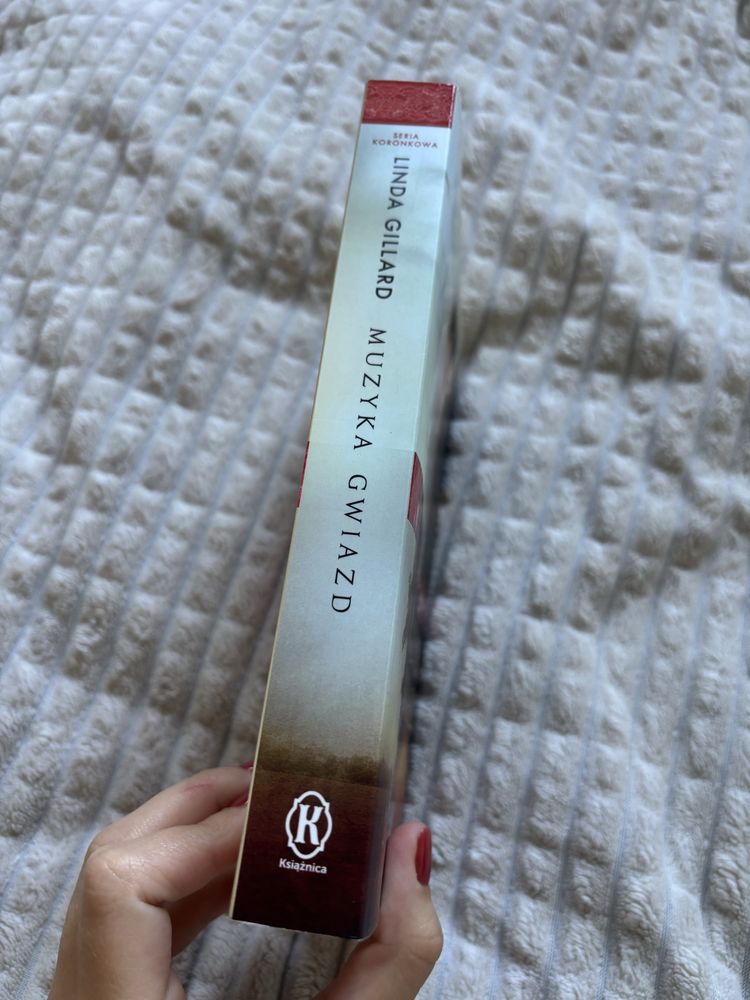 SERIA
KORONKOWA
LINDA GILLARD MUZYKA GWIAZD
K
Książnica